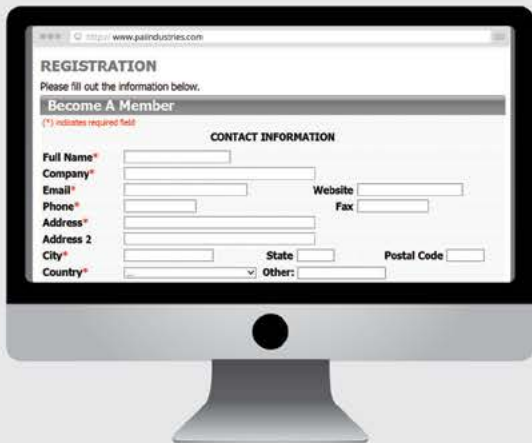 http:// www.paiindustries.com
REGISTRATION
Please fill out the information below.
Become A Member
(*) indicates required field
CONTACT INFORMATION
Full Name*
Company*
Email* Website
Phone* Fax
Address*
Address 2
City* State Postal Code
Country* ... Other: